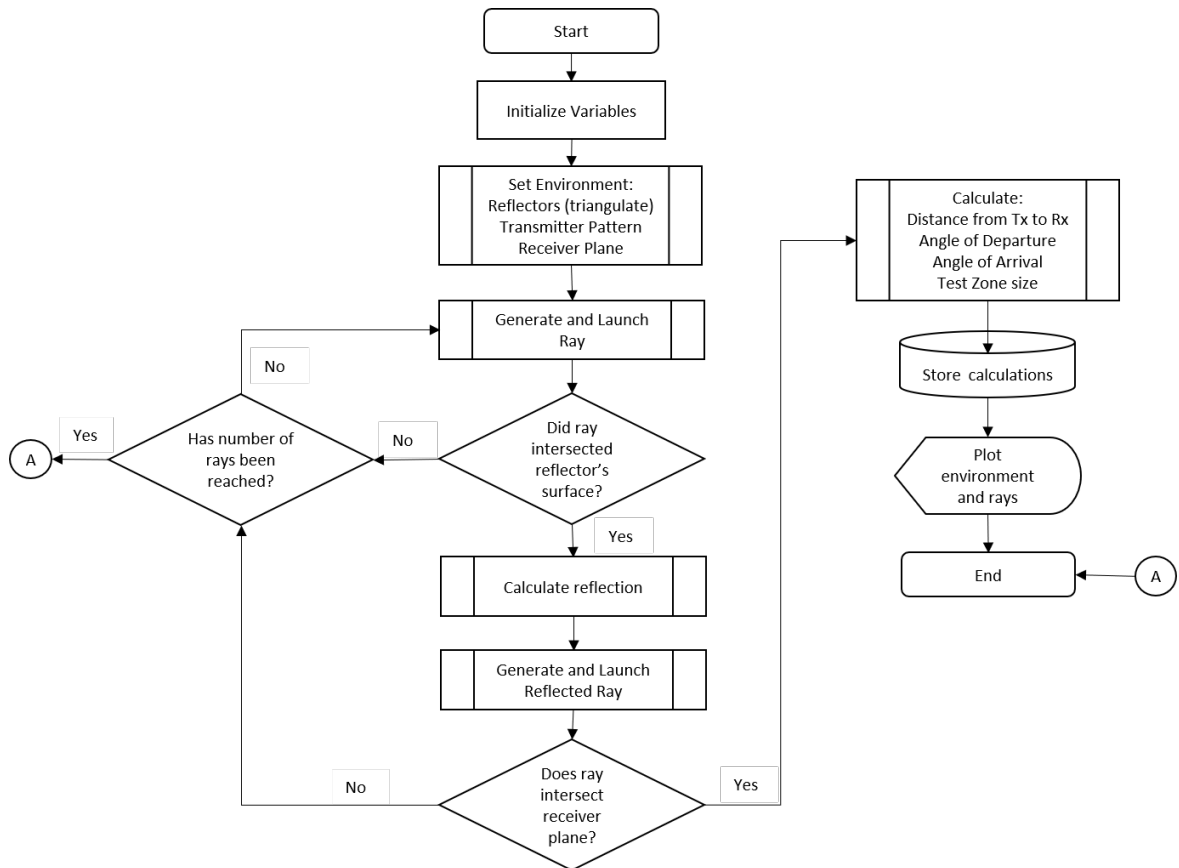 Start
Initialize Variables
Set Environment:
Reflectors (triangulate)
Transmitter Pattern
Receiver Plane
Generate and Launch
Ray
No
Did ray
intersected
reflector's
surface?
No
Has number of
rays been
reached?
Yes
A
Yes
Calculate reflection
Generate and Launch
Reflected Ray
Does ray
intersect
receiver
plane?
No
Yes
Calculate:
Distance from Tx to Rx
Angle of Departure
Angle of Arrival
Test Zone size
Store calculations
Plot
environment
and rays
End
A